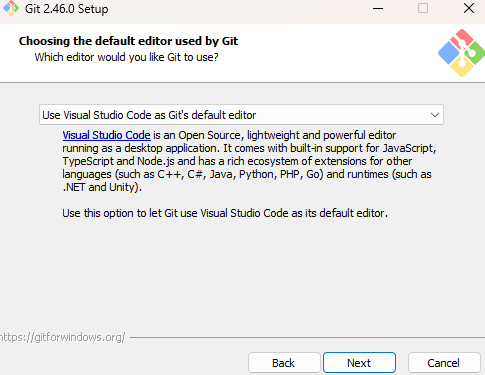 Git 2.46.0 Setup
Choosing the default editor used by Git
Which editor would you like Git to use?
Use Visual Studio Code as Git's default editor
Visual Studio Code is an Open Source, lightweight and powerful editor
running as a desktop application. It comes with built-in support for JavaScript,
TypeScript and Node.js and has a rich ecosystem of extensions for other
languages (such as C++, C#, Java, Python, PHP, Go) and runtimes (such as
.NET and Unity).
Use this option to let Git use Visual Studio Code as its default editor.
https://gitforwindows.org/
Back Next Cancel